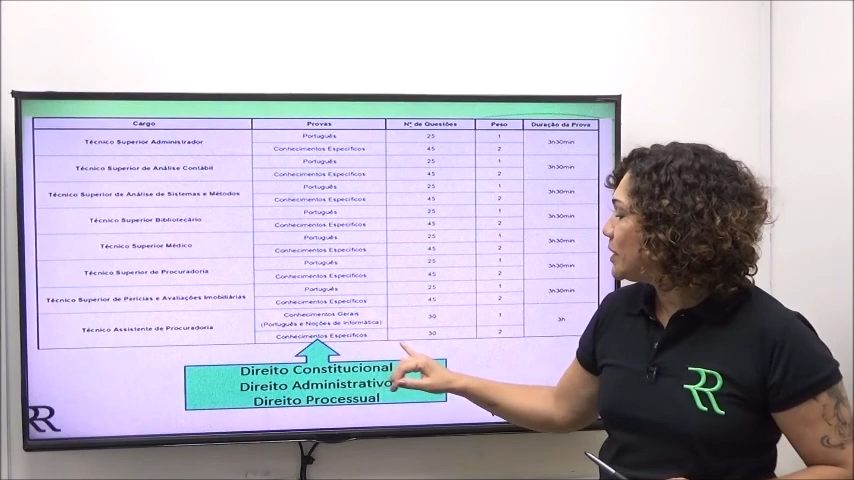 Cargo Provas Nº de Questões Peso Duração da Prova
Técnico Superior Administrador Português 25 1 3h30min
Conhecimentos Específicos 45 2
Técnico Superior de Análise Contábil Português 25 1 3h30min
Conhecimentos Específicos 45 2
Técnico Superior de Análise de Sistemas e Métodos Português 25 1 3h30min
Conhecimentos Específicos 45 2
Técnico Superior Bibliotecário Português 25 1 3h30min
Conhecimentos Específicos 45 2
Técnico Superior Médico Português 25 1 3h30min
Conhecimentos Específicos 45 2
Técnico Superior de Procuradoria Português 25 1 3h30min
Conhecimentos Específicos 45 2
Técnico Superior de Perícias e Avaliações Imobiliárias Português 25 1 3h30min
Conhecimentos Específicos 45 2
Técnico Assistente de Procuradoria Conhecimentos Gerais
(Português e Noções de Informática) 30 1 3h
Conhecimentos Específicos 50 2
Direito Constitucional
Direito Administrativo
Direito Processual
RR
RR